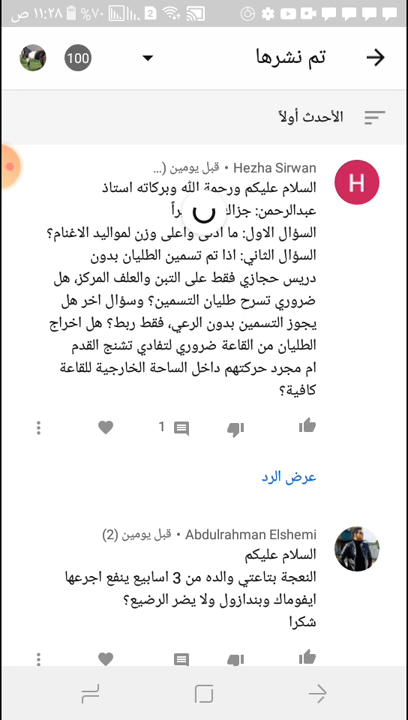 ١١:٢٨ ص
٧٠%
2
تم نشرها
100
الأحدث أولاً
Hezha Sirwan • قبل يومين (...
السلام عليكم ورحمة الله وبركاته استاذ
عبدالرحمن: جزاك
السؤال الاول: ما ادنى واعلى وزن لمواليد الاغنام؟
السؤال الثاني: اذا تم تسمين الطليان بدون
دريس حجازي فقط على التبن والعلف المركز، هل
ضروري تسرح طليان التسمين؟ وسؤال اخر هل
يجوز التسمين بدون الرعي، فقط ربط؟ هل اخراج
الطليان من القاعة ضروري لتفادي تشنج القدم
ام مجرد حركتهم داخل الساحة الخارجية للقاعة
كافية؟
1
عرض الرد
Abdulrahman Elshemi • قبل يومين (2)
السلام عليكم
النعجة بتاعتي والده من 3 اسابيع ينفع اجرعها
ايفوماك وبندازول ولا يضر الرضيع؟
شكرا
H